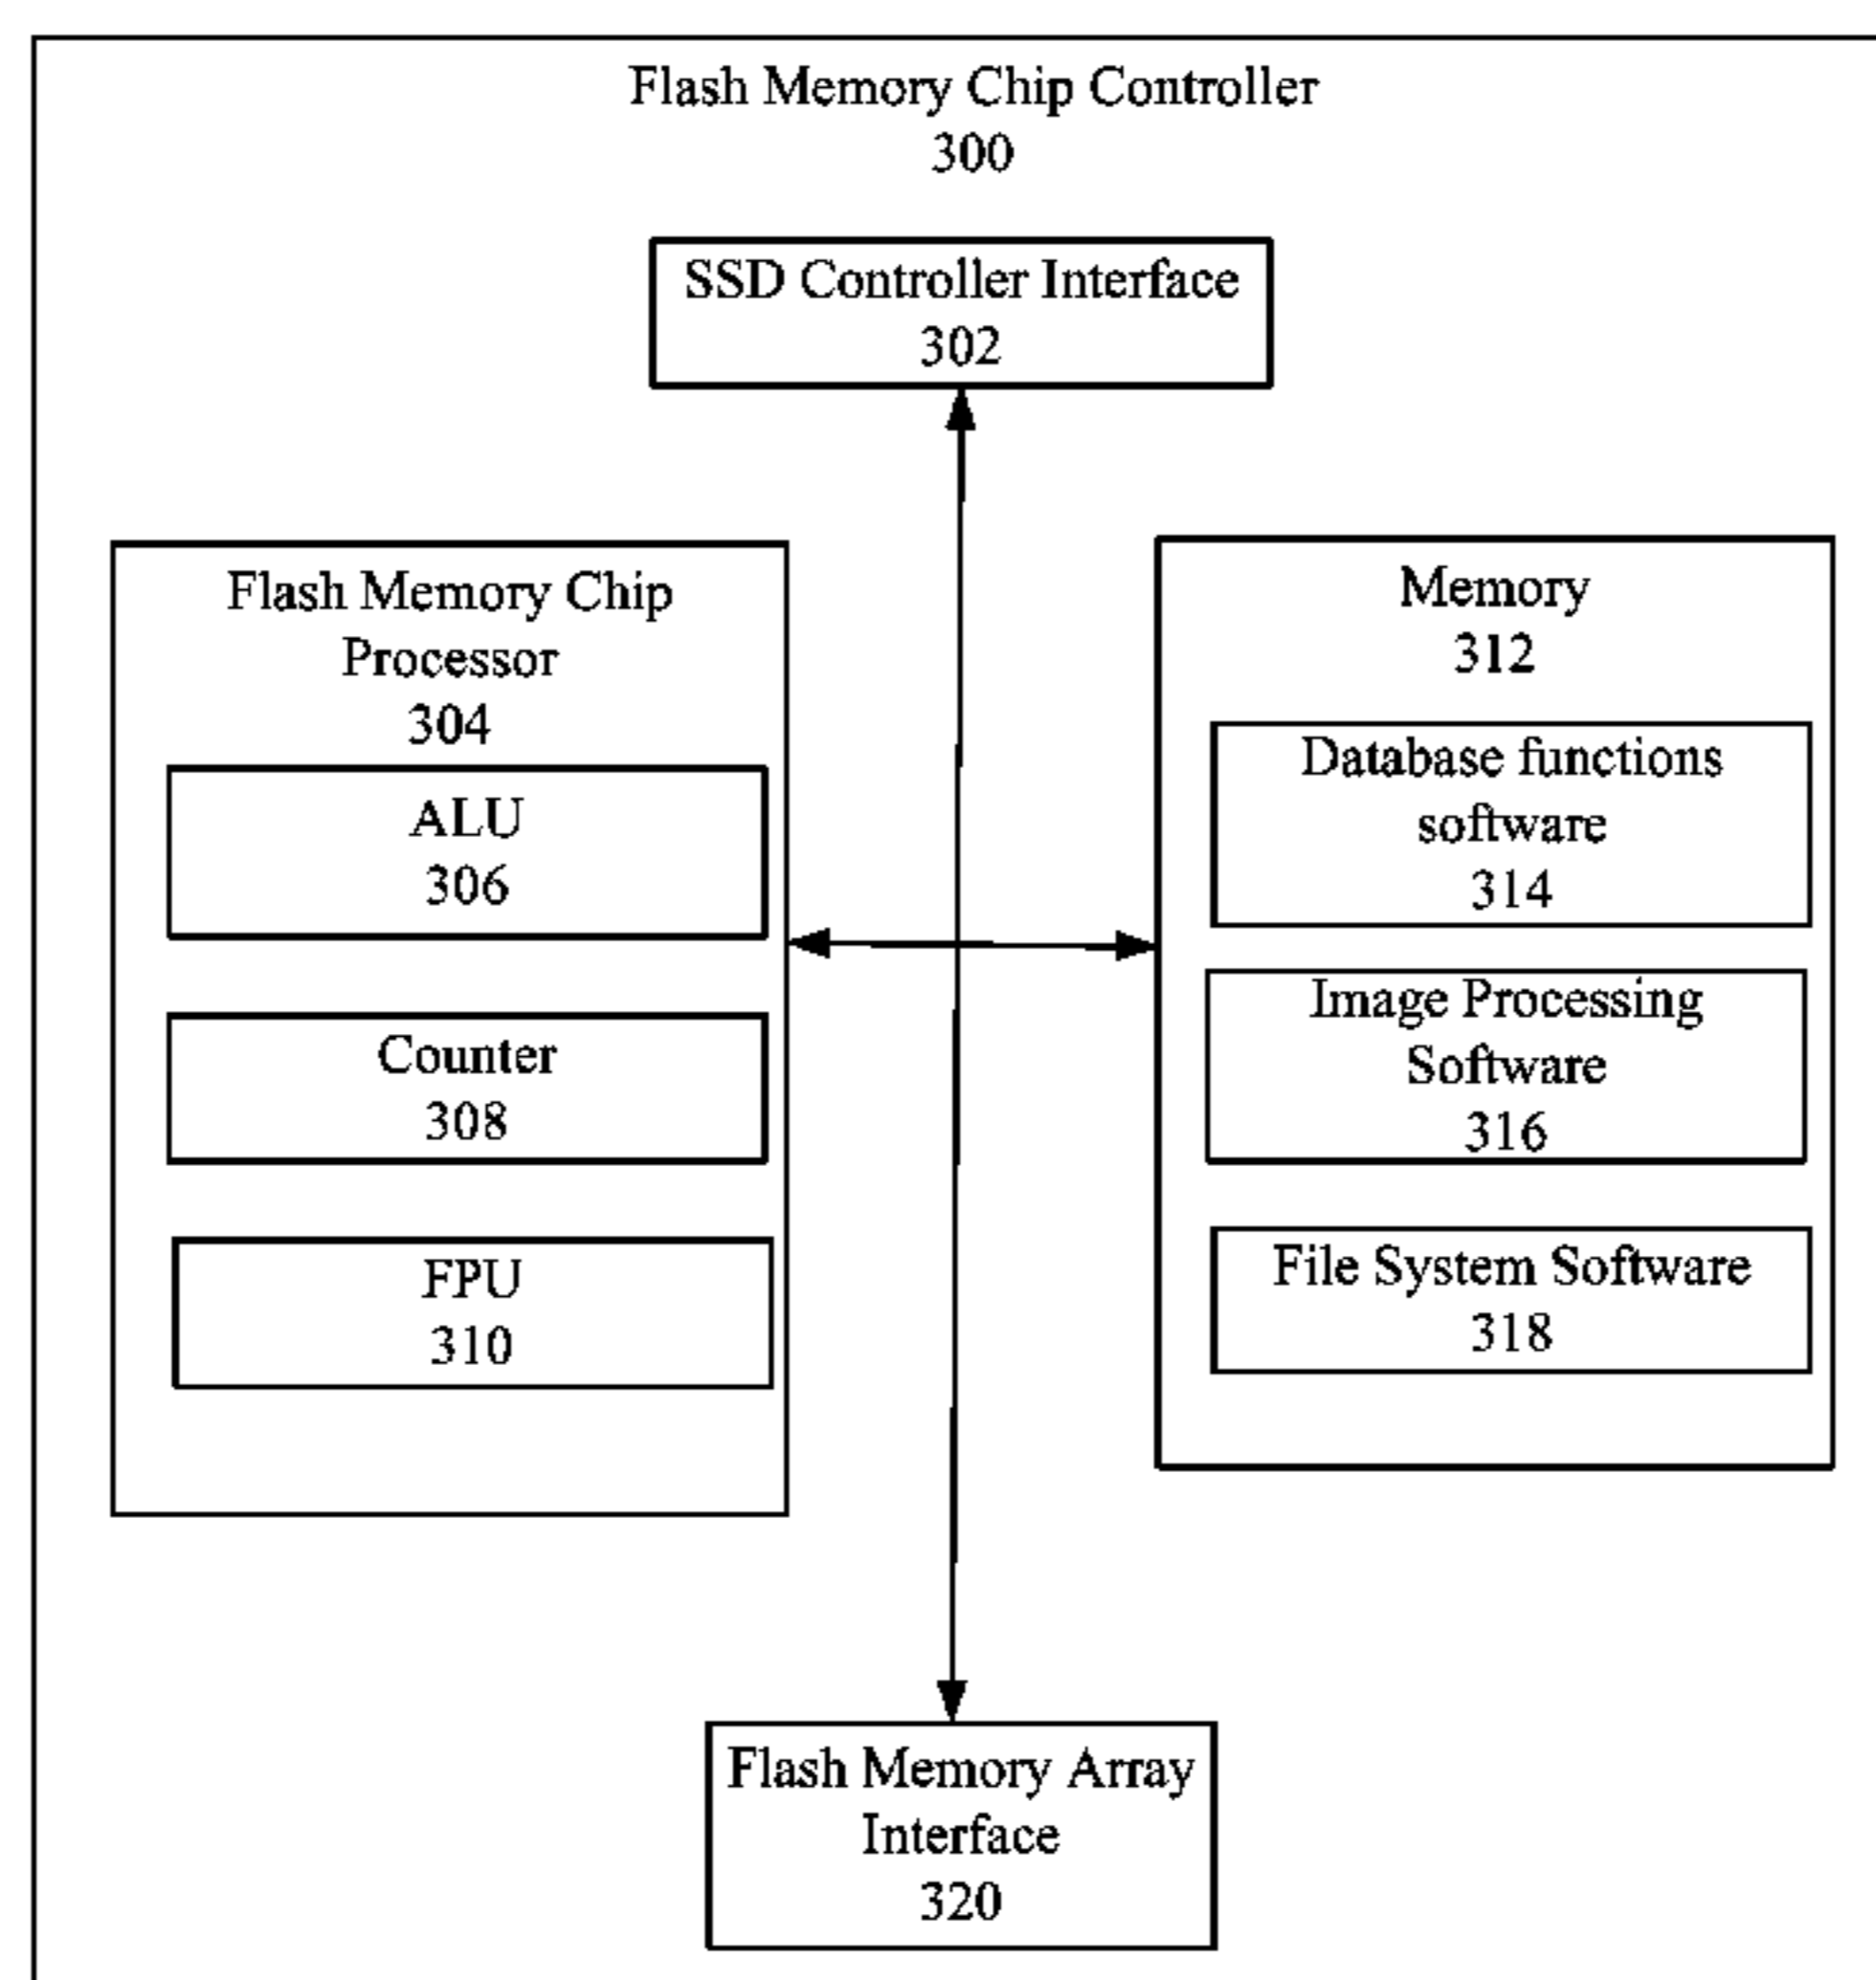 Flash Memory Chip Controller
300
SSD Controller Interface
302
Flash Memory Chip
Processor
304
ALU
306
Counter
308
FPU
310
Memory
312
Database functions
software
314
Image Processing
Software
316
File System Software
318
Flash Memory Array
Interface
320